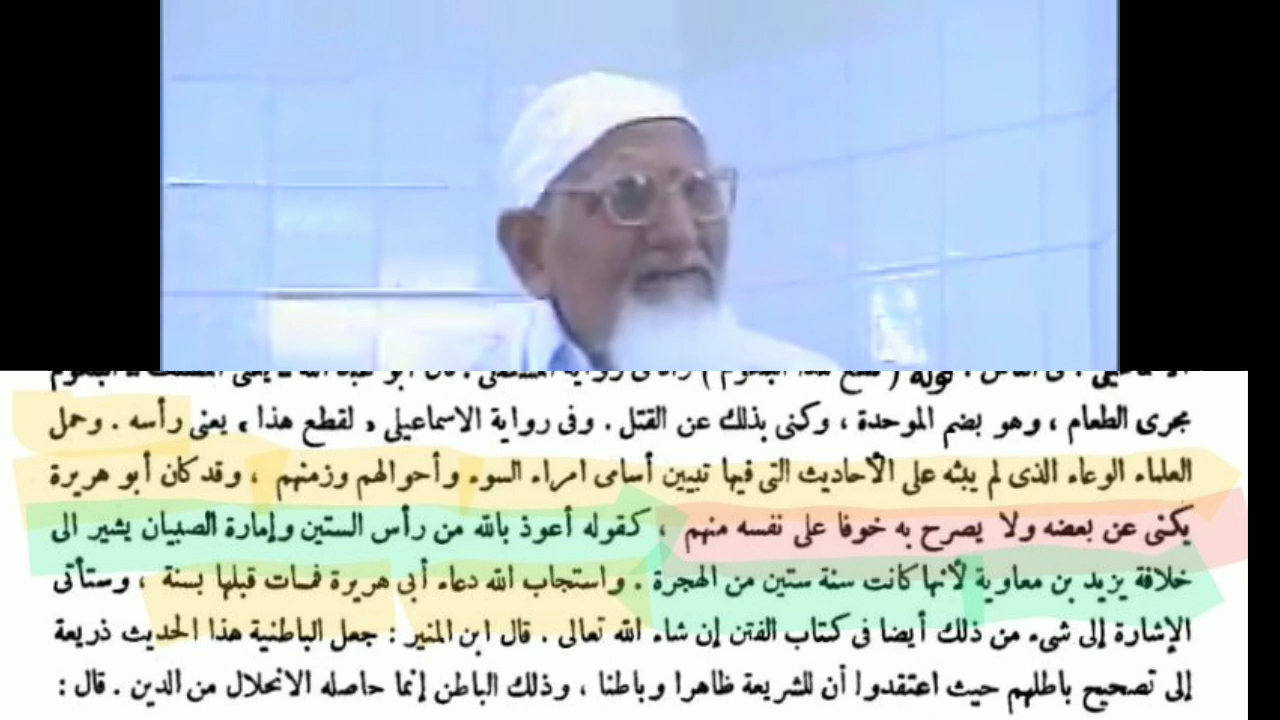 قوله
مجرى الطعام ، وهو بضم الموحدة ، وكنى بذلك عن القتل . وفى رواية الاسماعيلى « لقطع هذا » يعنى رأسه . وحمل
العلماء الوعاء الذى لم يبثه على الأحاديث التى فيها تبيين أسامى امراء السوء وأحوالهم وزمنهم ، وقد كان أبو هريرة
يكنى عن بعضه ولا يصرح به خوفا على نفسه منهم ، كقوله أعوذ بالله من رأس الستين وإمارة الصبيان يشير الى
خلافة يزيد بن معاوية لأنها كانت سنة ستين من الهجرة . واستجاب الله دعاء أبى هريرة فمات قبلها بسنة ، وستأتى
الإشارة إلى شىء من ذلك أيضا فى كتاب الفتن إن شاء الله تعالى . قال ابن المنير : جعل الباطنية هذا الحديث ذريعة
إلى تصحيح باطلهم حيث اعتقدوا أن للشريعة ظاهرا وباطنا ، وذلك الباطن إنما حاصله الانحلال من الدين . قال :